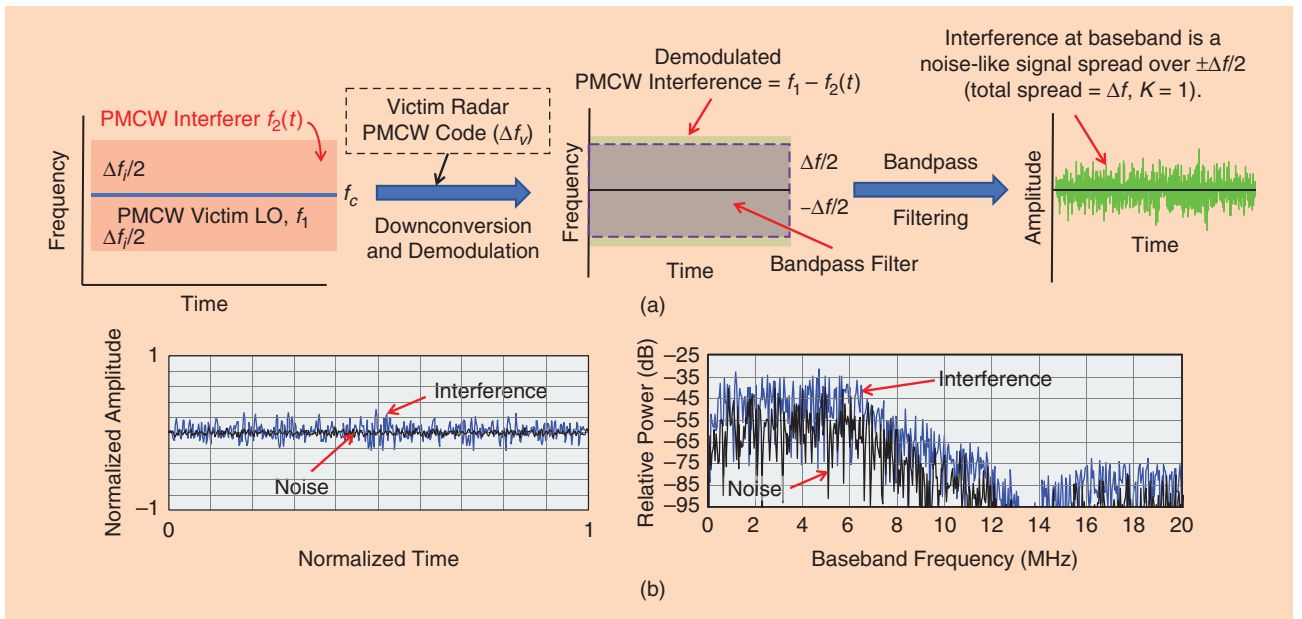 PMCW Interferer f2(t)
Δfi/2
fc
PMCW Victim LO, f1
Δfi/2
Frequency
Time
Victim Radar
PMCW Code (Δfv)
Downconversion
and Demodulation
Demodulated
PMCW Interference = f1 – f2(t)
Frequency
Δf/2
–Δf/2
Time
Bandpass Filter
Bandpass
Filtering
Interference at baseband is a
noise-like signal spread over ±Δf/2
(total spread = Δf, K = 1).
Amplitude
Time
(a)
Normalized Amplitude
1
–1
Interference
Noise
0
1
Normalized Time
Relative Power (dB)
–25
–35
–45
–55
–65
–75
–85
–95
Interference
Noise
0 2 4 6 8 10 12 14 16 18 20
Baseband Frequency (MHz)
(b)